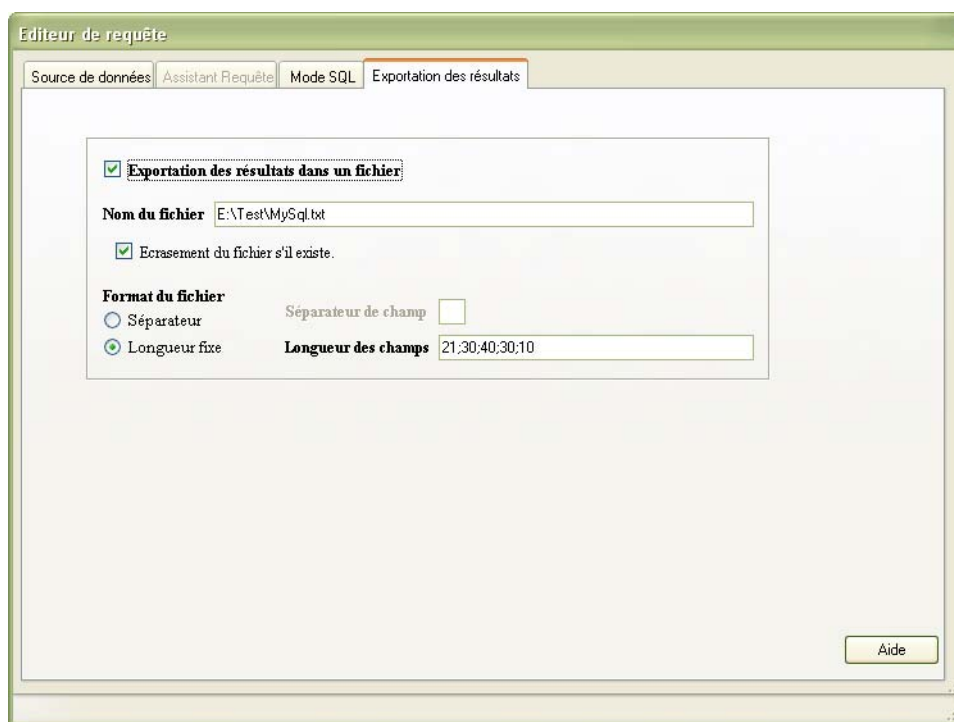 Editeur de requête
Source de données Assistant Requête Mode SQL Exportation des résultats
Exportation des résultats dans un fichier
Nom du fichier E:\Test\MySql.txt
Ecrasement du fichier s'il existe.
Format du fichier
Séparateur Séparateur de champ
Longueur fixe Longueur des champs 21;30;40;30;10
Aide